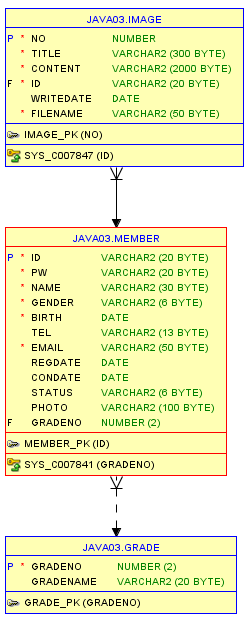 JAVA03.IMAGE
P * NO NUMBER
* TITLE VARCHAR2 (300 BYTE)
* CONTENT VARCHAR2 (2000 BYTE)
F * ID VARCHAR2 (20 BYTE)
WRITEDATE DATE
* FILENAME VARCHAR2 (50 BYTE)
IMAGE_PK (NO)
SYS_C007847 (ID)
JAVA03.MEMBER
P * ID VARCHAR2 (20 BYTE)
* PW VARCHAR2 (20 BYTE)
* NAME VARCHAR2 (30 BYTE)
* GENDER VARCHAR2 (6 BYTE)
* BIRTH DATE
TEL VARCHAR2 (13 BYTE)
* EMAIL VARCHAR2 (50 BYTE)
REGDATE DATE
CONDATE DATE
STATUS VARCHAR2 (6 BYTE)
PHOTO VARCHAR2 (100 BYTE)
F GRADENO NUMBER (2)
MEMBER_PK (ID)
SYS_C007841 (GRADENO)
JAVA03.GRADE
P * GRADENO NUMBER (2)
GRADENAME VARCHAR2 (20 BYTE)
GRADE_PK (GRADENO)